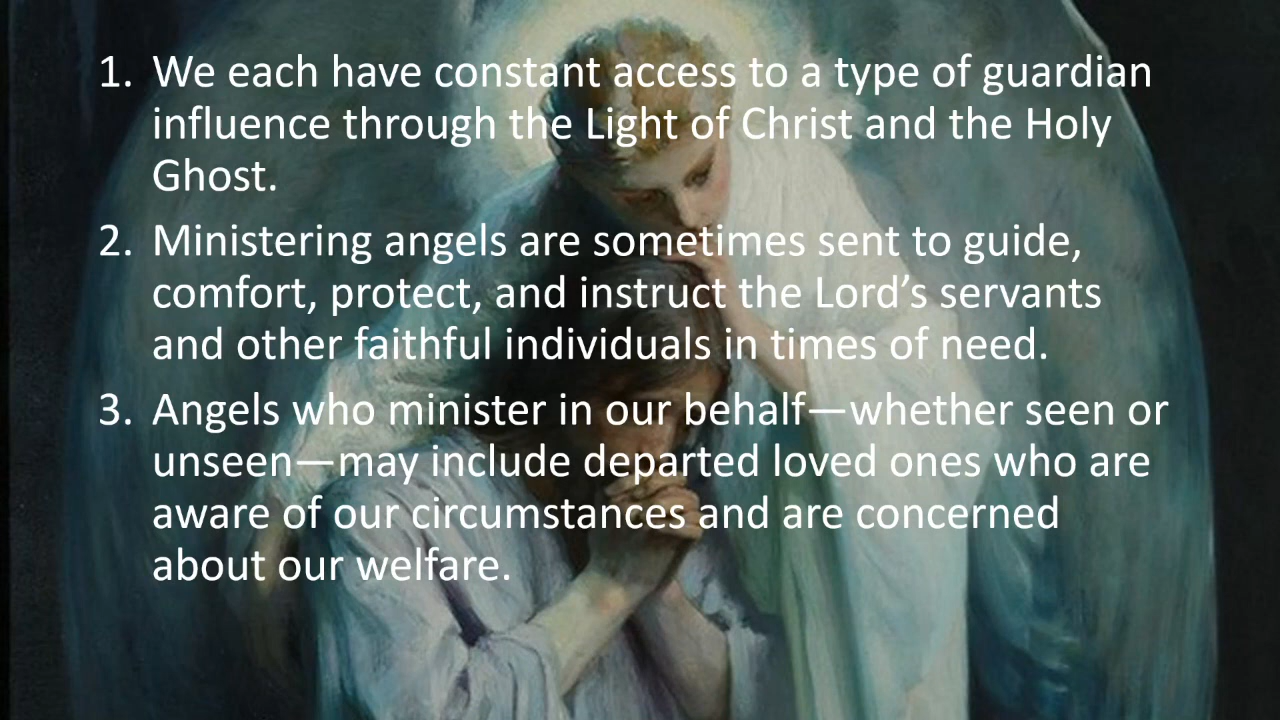 1. We each have constant access to a type of guardian
influence through the Light of Christ and the Holy
Ghost.
2. Ministering angels are sometimes sent to guide,
comfort, protect, and instruct the Lord’s servants
and other faithful individuals in times of need.
3. Angels who minister in our behalf—whether seen or
unseen—may include departed loved ones who are
aware of our circumstances and are concerned
about our welfare.